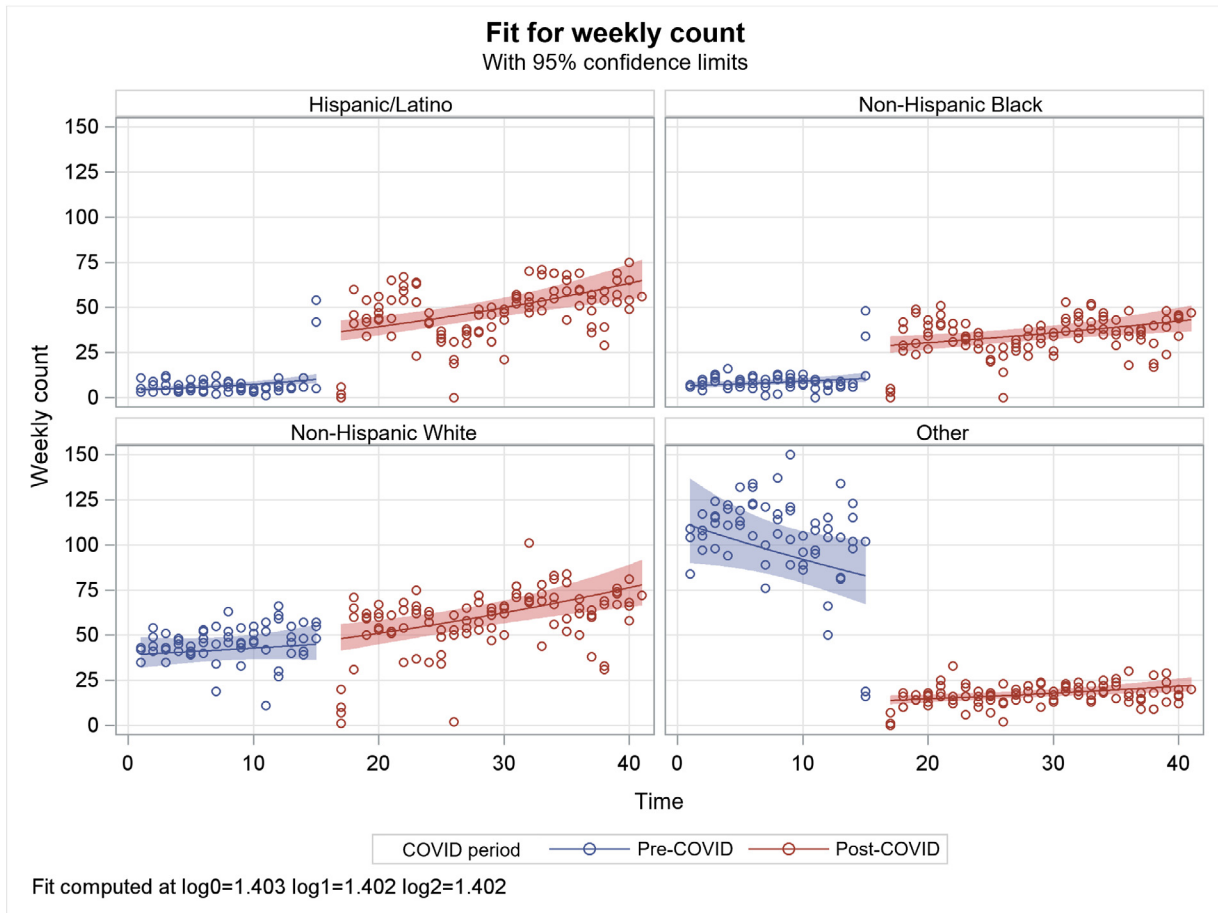 Fit for weekly count
With 95% confidence limits
Hispanic/Latino
Non-Hispanic Black
150
125
100
75
50
25
0
Non-Hispanic White
Other
150
125
100
75
50
25
0
Weekly count
0 10 20 30 40 0 10 20 30 40
Time
COVID period Pre-COVID Post-COVID
Fit computed at log0=1.403 log1=1.402 log2=1.402